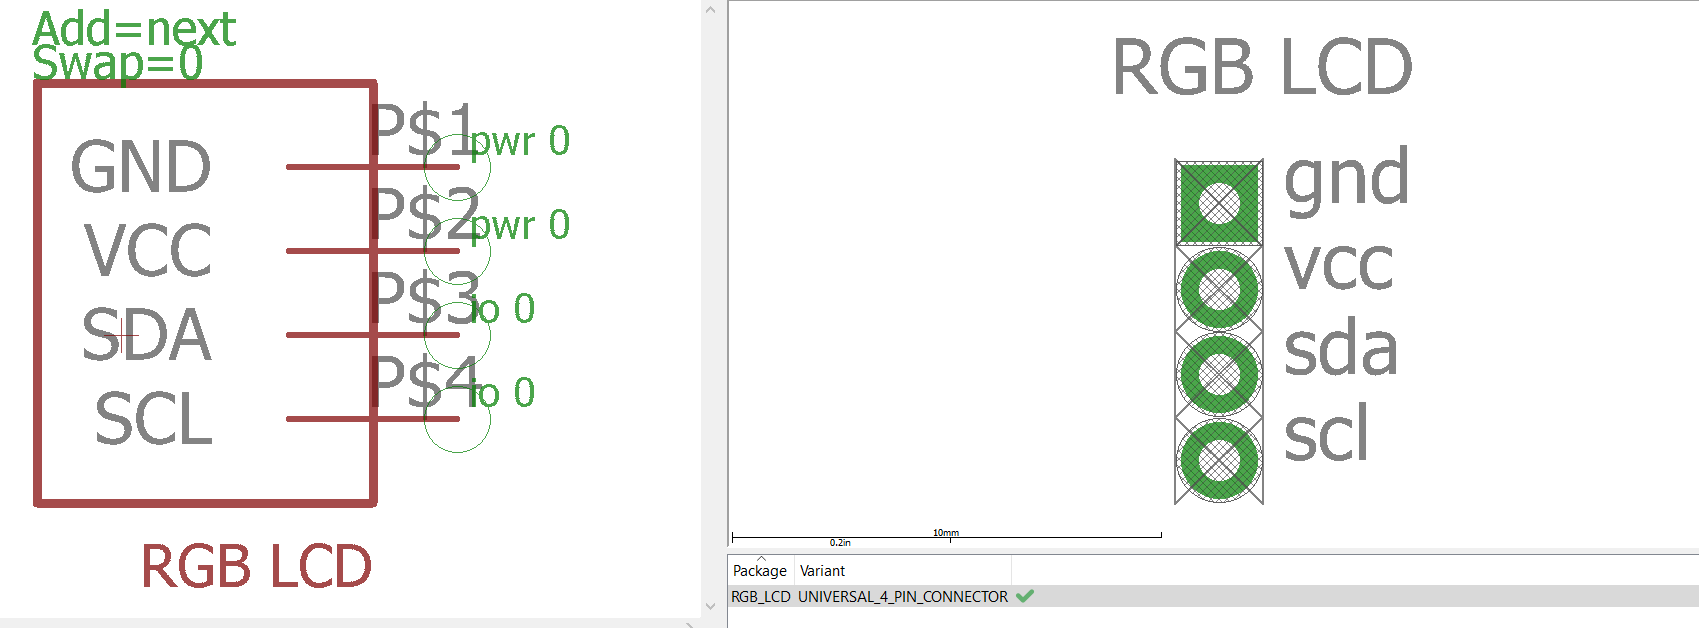 Add=next
Swap=0
P$1
pwr 0
GND
P$2
pwr 0
VCC
P$3
io 0
SDA
P$4
io 0
SCL
RGB LCD
RGB LCD
gnd
vcc
sda
scl
10mm
0.2in
Package Variant
RGB_LCD UNIVERSAL_4_PIN_CONNECTOR